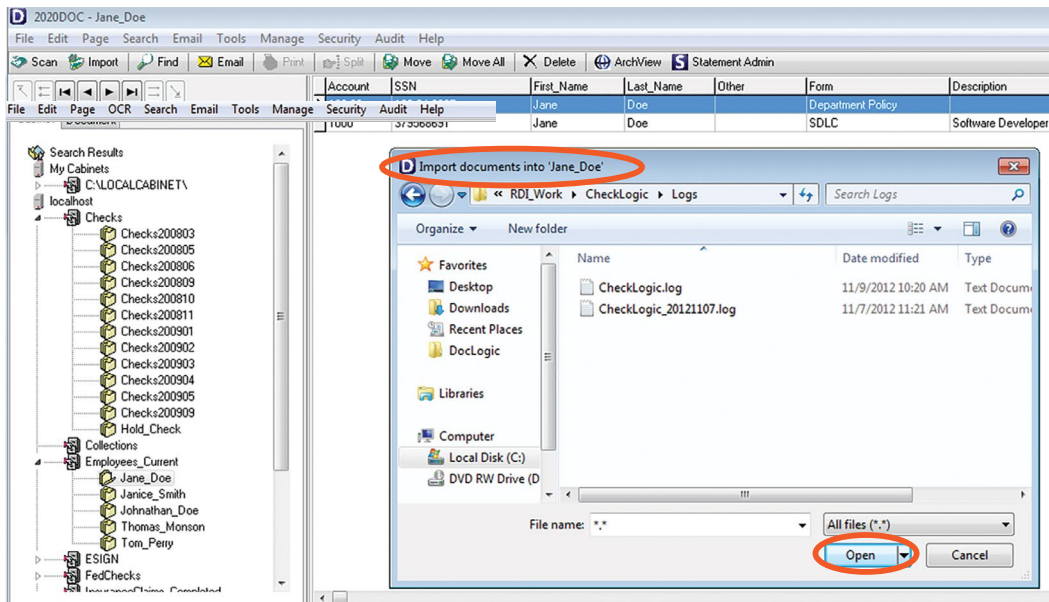 2020DOC - Jane_Doe
File Edit Page Search Email Tools Manage Security Audit Help
Scan Import Find Email Print Split Move Move All Delete ArchView Statement Admin
Account SSN First_Name Last_Name Other Form Description
File Edit Page OCR Search Email Tools Manage Security Audit Help
Jane Doe Department Policy
1000 379568691 Jane Doe SDLC Software Developer
Document
Search Results
My Cabinets
C:\LOCALCABINET\
localhost
Checks
Checks200803
Checks200805
Checks200806
Checks200809
Checks200810
Checks200811
Checks200901
Checks200902
Checks200903
Checks200904
Checks200905
Checks200909
Hold_Check
Collections
Employees_Current
Jane_Doe
Janice_Smith
Johnathan_Doe
Thomas_Monson
Tom_Perry
ESIGN
FedChecks
InsuranceClaims_Completed
Import documents into 'Jane_Doe'
« RDI_Work CheckLogic Logs Search Logs
Organize New folder
Name Date modified Type
CheckLogic.log 11/9/2012 10:20 AM Text Docum
CheckLogic_20121107.log 11/7/2012 11:21 AM Text Docum
Favorites
Desktop
Downloads
Recent Places
DocLogic
Libraries
Computer
Local Disk (C:)
DVD RW Drive (D
File name: *.* All files (*.*)
Open Cancel